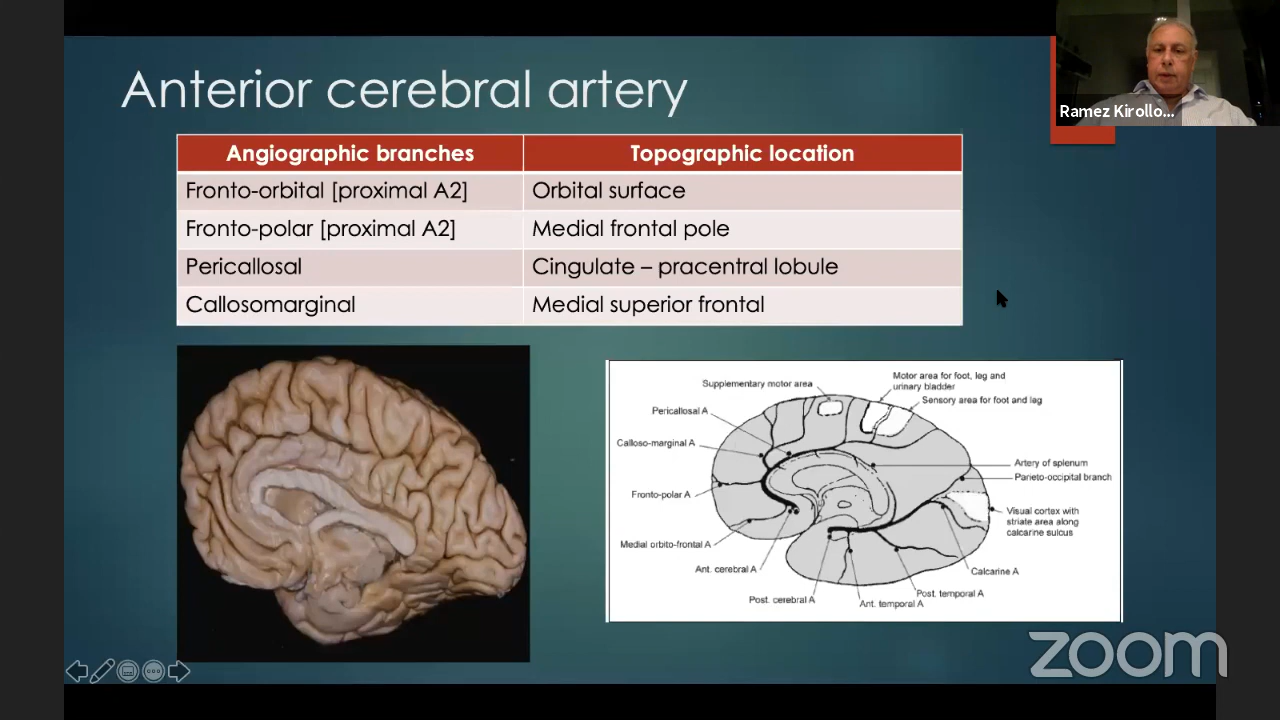 Anterior cerebral artery
Ramez Kirollo...
Angiographic branches
Topographic location
Fronto-orbital [proximal A2]
Orbital surface
Fronto-polar [proximal A2]
Medial frontal pole
Pericallosal
Cingulate – pracentral lobule
Callosomarginal
Medial superior frontal
Supplementary motor area
Motor area for foot, leg and
urinary bladder
Sensory area for foot and leg
Pericallosal A
Calloso-marginal A
Fronto-polar A
Medial orbito-frontal A
Ant. cerebral A
Post. cerebral A
Ant. temporal A
Post. temporal A
Calcarine A
Artery of splenum
Parieto-occipital branch
Visual cortex with
striate area along
calcarine sulcus
zoom